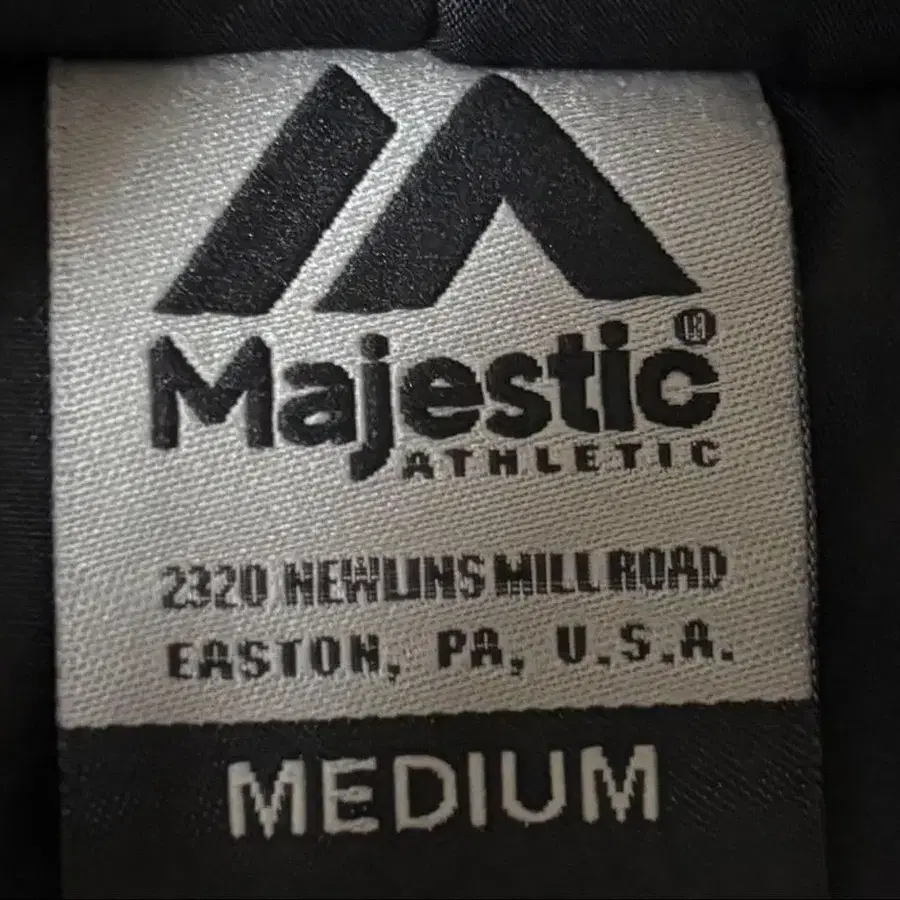 Majestic®
ATHLETIC
2320 NEWLINS MILL ROAD
EASTON, PA, U.S.A.
MEDIUM